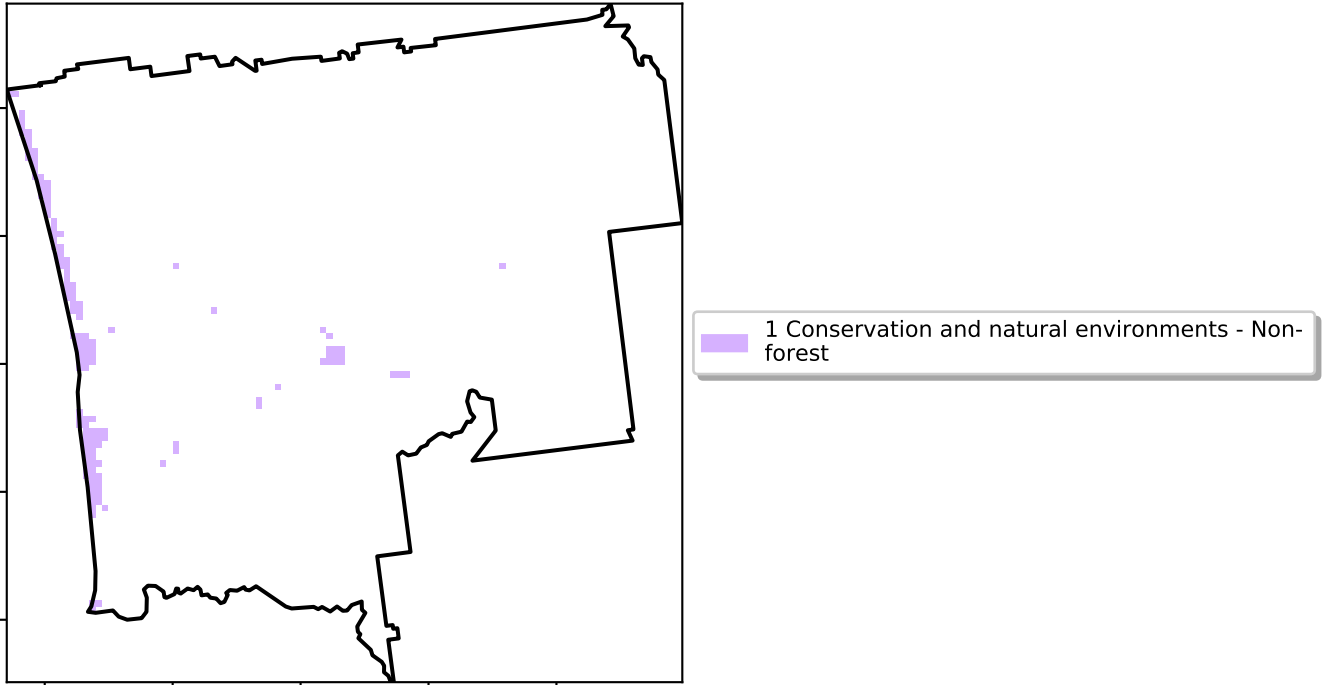 1 Conservation and natural environments - Non-
forest